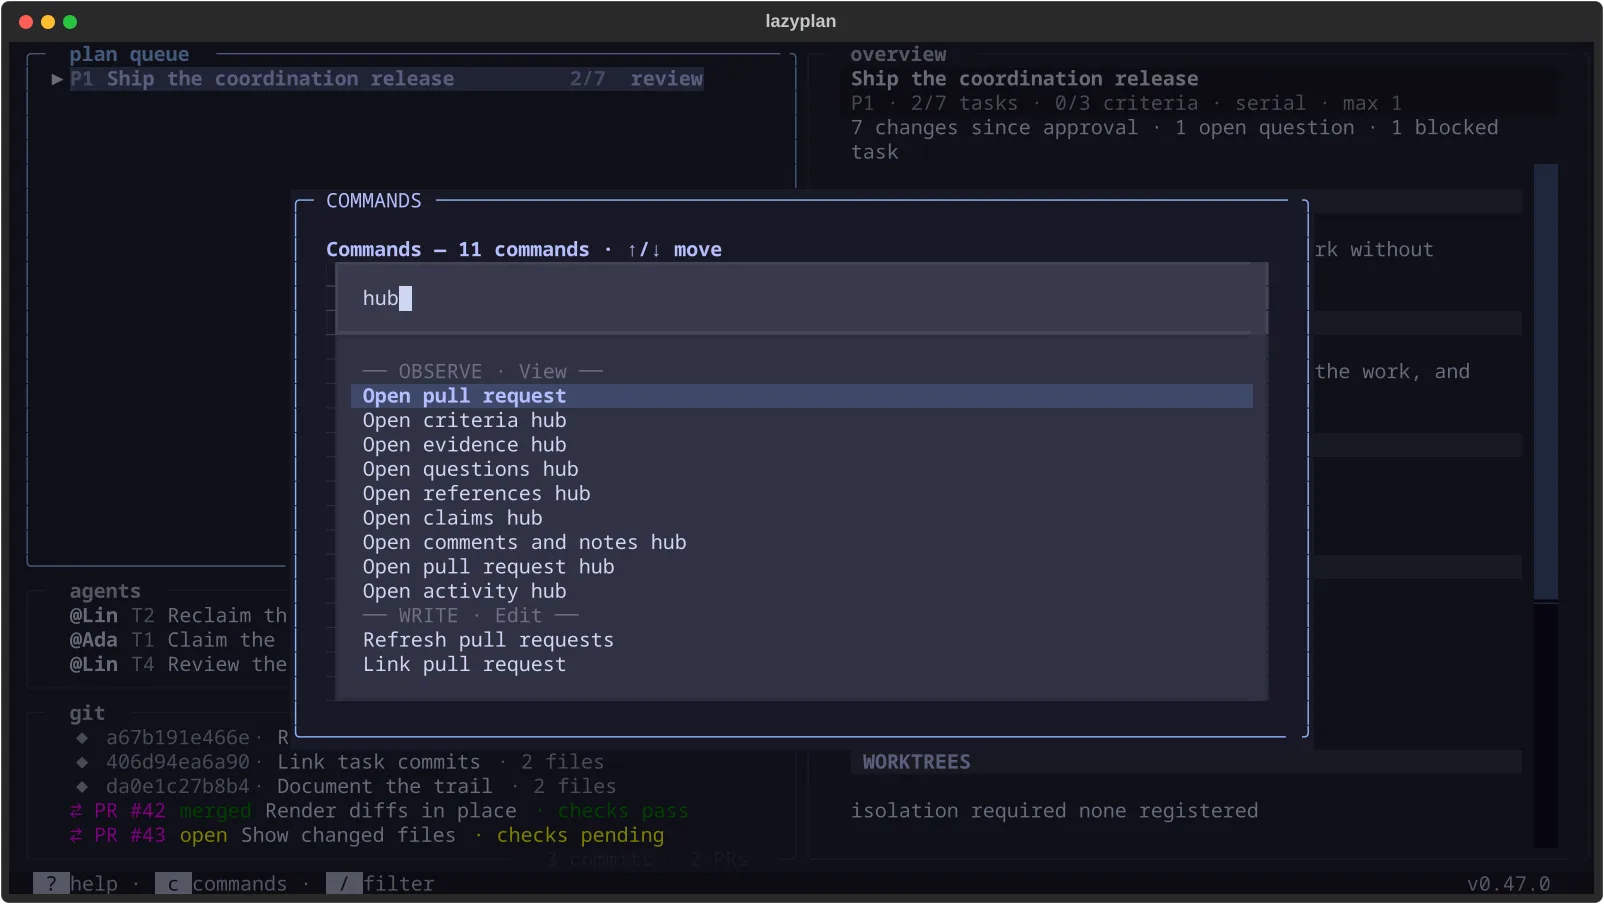 lazyplan
plan queue
▶ P1 Ship the coordination release 2/7 review
overview
Ship the coordination release
P1 · 2/7 tasks · 0/3 criteria · serial · max 1
7 changes since approval · 1 open question · 1 blocked
task
rk without
the work, and
COMMANDS
Commands — 11 commands · ↑/↓ move
hub
── OBSERVE · View ──
Open pull request
Open criteria hub
Open evidence hub
Open questions hub
Open references hub
Open claims hub
Open comments and notes hub
Open pull request hub
Open activity hub
── WRITE · Edit ──
Refresh pull requests
Link pull request
agents
@Lin T2 Reclaim th
@Ada T1 Claim the
@Lin T4 Review the
git
◆ a67b191e466e · R
◆ 406d94ea6a90 · Link task commits · 2 files
◆ da0e1c27b8b4 · Document the trail · 2 files
⇄ PR #42 merged Render diffs in place · checks pass
⇄ PR #43 open Show changed files · checks pending
3 commits · 2 PRs
WORKTREES
isolation required none registered
? help · c commands · / filter
v0.47.0